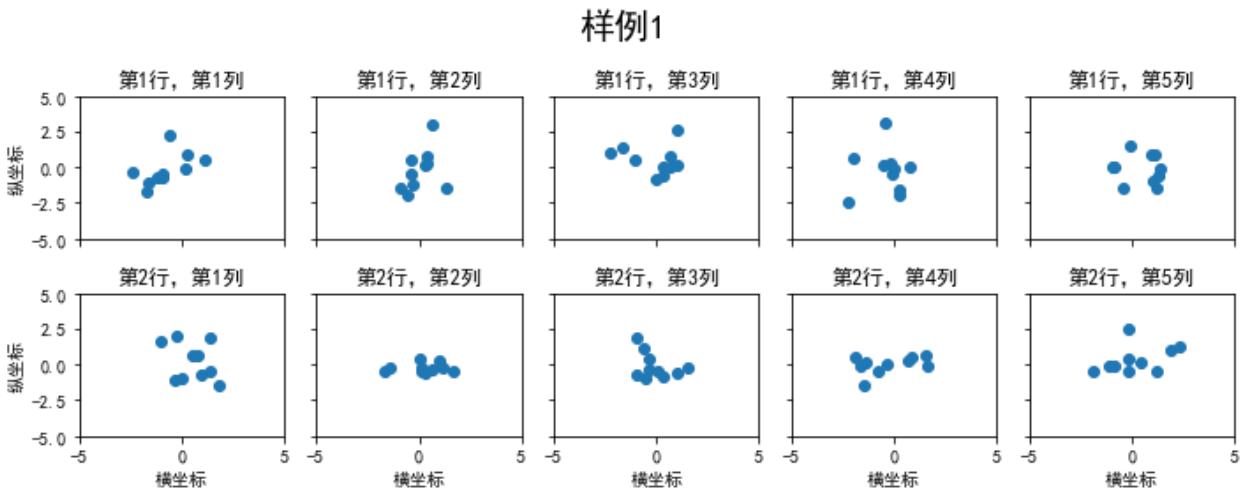 样例1
第1行，第1列 第1行，第2列 第1行，第3列 第1行，第4列 第1行，第5列
5.0
2.5
0.0
−2.5
−5.0
纵坐标
第2行，第1列 第2行，第2列 第2行，第3列 第2行，第4列 第2行，第5列
5.0
2.5
0.0
−2.5
−5.0
纵坐标
−5 0 5 −5 0 5 −5 0 5 −5 0 5 −5 0 5
横坐标 横坐标 横坐标 横坐标 横坐标